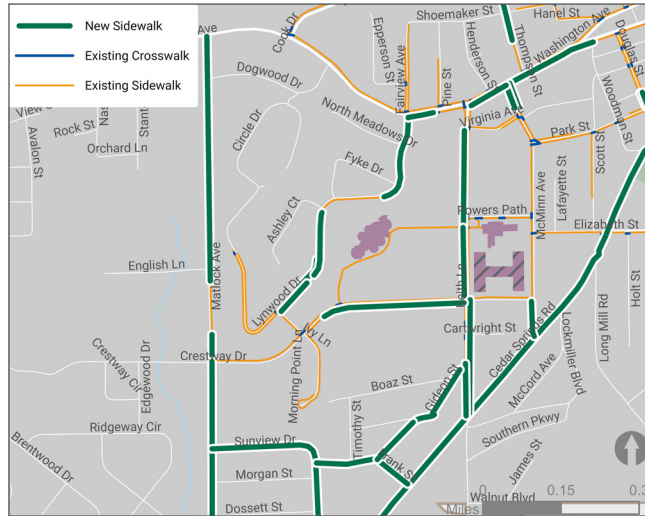 New Sidewalk
Existing Crosswalk
Existing Sidewalk
Ave
Cook Dr
Epperson St
Fairview Ave
Shoemaker St
Pine St
Henderson St
Thompson St
Hanel St
Washington Ave
Douglas St
Woodman St
Dogwood Dr
Circle Dr
North Meadows Dr
Virginia Ave
Park St
View
Avalon St
Rock St
Orchard Ln
Fyke Dr
Scott St
Ashley Ct
Powers Path
McMinn Ave
Lafayette St
Elizabeth St
English Ln
Matlock Ave
Lynwood Dr
Ivy Ln
Keith Ln
Cartwright St
Cedar Springs Rd
Long Mill Rd
Holt St
Lockmiller Blvd
Crestway Dr
Crestway Cir
Edgewood Dr
Morning Point Ln
Boaz St
Gideon St
McCord Ave
Ridgeway Cir
Brentwood Dr
Sunview Dr
Timothy St
Frank St
Southern Pkwy
James St
Morgan St
Dossett St
Walnut Blvd
0 0.15 0.3
Miles